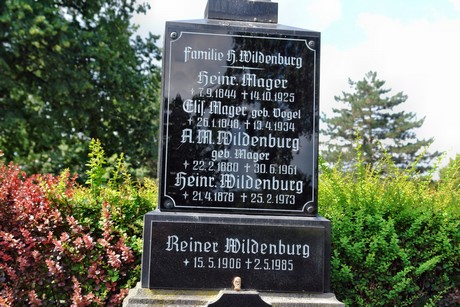 Familie H. Wildenburg
Heinr. Mager
* 7.9.1844 † 14.10.1925
Elis Mager geb. Vogel
* 26.1.1846 † 13.4.1934
A.M. Wildenburg
geb. Mager
* 22.2.1880 † 30.6.1961
Heinr. Wildenburg
* 21.4.1878 † 25.2.1973
Reiner Wildenburg
* 15.5.1906 † 2.5.1985